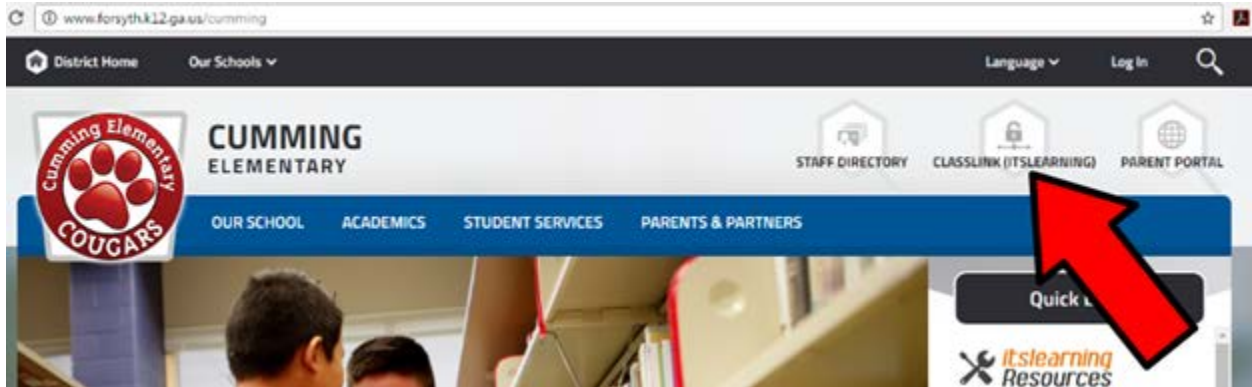 www.forsyth.k12.ga.us/cumming
District Home Our Schools Language Log In
Cumming Elementary
COUGARS
CUMMING
ELEMENTARY
STAFF DIRECTORY CLASSLINK (ITSLEARNING) PARENT PORTAL
OUR SCHOOL ACADEMICS STUDENT SERVICES PARENTS & PARTNERS
Quick
itslearning
Resources